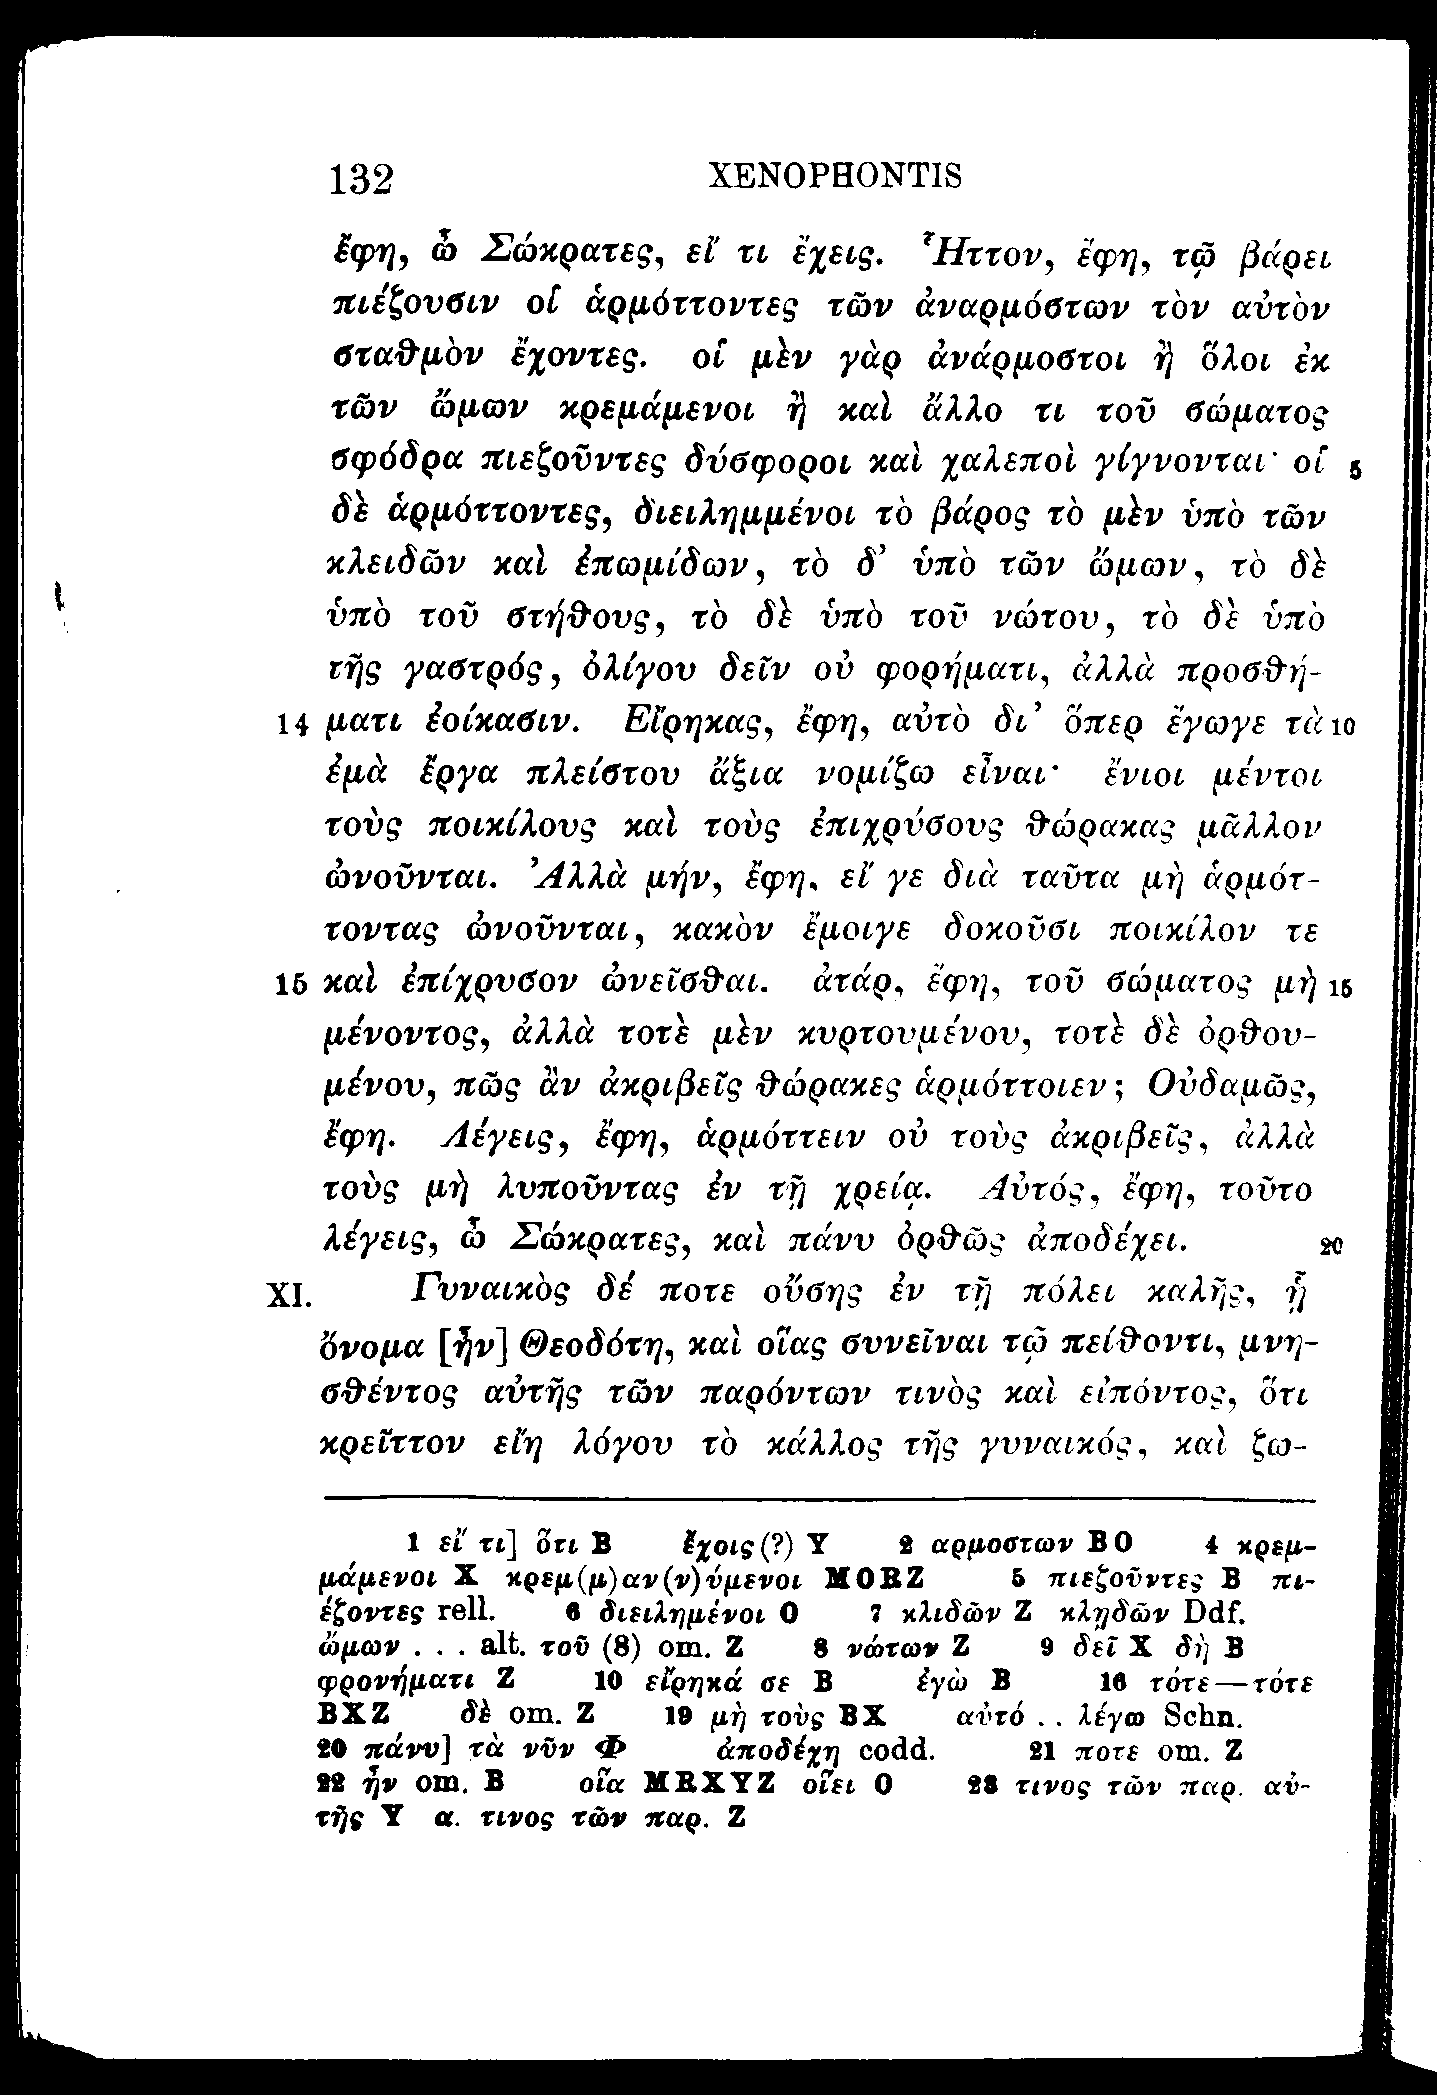 132 XENOPHONTIS
ἔφη, ὦ Σώκρατες, εἴ τι ἔχεις. Ἧττον, ἔφη, τῷ βάρει
πιέζουσιν οἱ ἁρμόττοντες τῶν ἀναρμόστων τὸν αὐτὸν
σταθμὸν ἔχοντες. οἱ μὲν γὰρ ἀνάρμοστοι ἢ ὅλοι ἐκ
τῶν ὤμων κρεμάμενοι ἢ καὶ ἄλλο τι τοῦ σώματος
σφόδρα πιεζοῦντες δύσφοροι καὶ χαλεποὶ γίγνονται· οἱ 5
δὲ ἁρμόττοντες, διειλημμένοι τὸ βάρος τὸ μὲν ὑπὸ τῶν
κλειδῶν καὶ ἐπωμίδων, τὸ δ’ ὑπὸ τῶν ὤμων, τὸ δὲ
ὑπὸ τοῦ στήθους, τὸ δὲ ὑπὸ τοῦ νώτου, τὸ δὲ ὑπὸ
τῆς γαστρός, ὀλίγου δεῖν οὐ φορήματι, ἀλλὰ προσθή-
14 ματι ἐοίκασιν. Εἴρηκας, ἔφη, αὐτὸ δι’ ὅπερ ἔγωγε τὰ 10
ἐμὰ ἔργα πλείστου ἄξια νομίζω εἶναι· ἔνιοι μέντοι
τοὺς ποικίλους καὶ τοὺς ἐπιχρύσους θώρακας μᾶλλον
ὠνοῦνται. Ἀλλὰ μήν, ἔφη, εἴ γε διὰ ταῦτα μὴ ἁρμότ-
τοντας ὠνοῦνται, κακὸν ἔμοιγε δοκοῦσι ποικίλον τε
15 καὶ ἐπίχρυσον ὠνεῖσθαι. ἀτάρ, ἔφη, τοῦ σώματος μὴ 15
μένοντος, ἀλλὰ τοτὲ μὲν κυρτουμένου, τοτὲ δὲ ὀρθου-
μένου, πῶς ἂν ἀκριβεῖς θώρακες ἁρμόττοιεν; Οὐδαμῶς,
ἔφη. Λέγεις, ἔφη, ἁρμόττειν οὐ τοὺς ἀκριβεῖς, ἀλλὰ
τοὺς μὴ λυποῦντας ἐν τῇ χρείᾳ. Αὐτός, ἔφη, τοῦτο
λέγεις, ὦ Σώκρατες, καὶ πάνυ ὀρθῶς ἀποδέχει. 20
XI. Γυναικὸς δέ ποτε οὔσης ἐν τῇ πόλει καλῆς, ᾗ
ὄνομα [ἦν] Θεοδότη, καὶ οἵας συνεῖναι τῷ πείθοντι, μνη-
σθέντος αὐτῆς τῶν παρόντων τινὸς καὶ εἰπόντος, ὅτι
κρεῖττον εἴη λόγου τὸ κάλλος τῆς γυναικός, καὶ ζω-
1 εἴ τι] ὅτι B ἔχοις(?) Y 2 αρμοστων BO 4 κρεμ-
μάμενοι X κρεμ(μ)αν(ν)ύμενοι MORZ 5 πιεζοῦντες B πι-
έζοντες rell. 6 διειλημένοι O 7 κλιδῶν Z κλῃδῶν Ddf.
ὤμων . . . alt. τοῦ (8) om. Z 8 νώτων Z 9 δεῖ X δὴ B
φρονήματι Z 10 εἴρηκά σε B ἐγὼ B 16 τότε—τότε
BXZ δὲ om. Z 19 μὴ τοὺς BX αὐτό . . λέγω Schn.
20 πάνυ] τὰ νῦν Φ ἀποδέχῃ codd. 21 ποτε om. Z
22 ἦν om. B οἵα MRXYZ οἵει O 23 τινος τῶν παρ. αὐ-
τῆς Y α. τινος τῶν παρ. Z